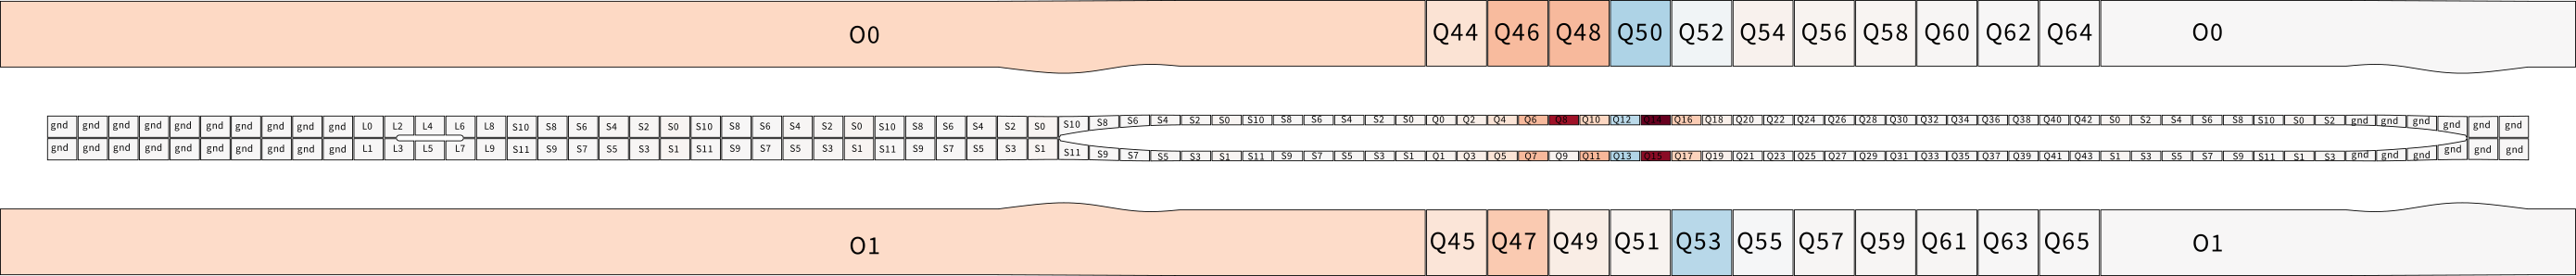 O0 Q44 Q46 Q48 Q50 Q52 Q54 Q56 Q58 Q60 Q62 Q64 O0
gnd gnd gnd gnd gnd gnd gnd gnd gnd gnd L0 L2 L4 L6 L8 S10 S8 S6 S4 S2 S0 S10 S8 S6 S4 S2 S0 S10 S8 S6 S4 S2 S0 S10 S8 S6 S4 S2 S0 S10 S8 S6 S4 S2 S0 Q0 Q2 Q4 Q6 Q8 Q10 Q12 Q14 Q16 Q18 Q20 Q22 Q24 Q26 Q28 Q30 Q32 Q34 Q36 Q38 Q40 Q42 S0 S2 S4 S6 S8 S10 S0 S2 gnd gnd gnd gnd gnd gnd
gnd gnd gnd gnd gnd gnd gnd gnd gnd gnd L1 L3 L5 L7 L9 S11 S9 S7 S5 S3 S1 S11 S9 S7 S5 S3 S1 S11 S9 S7 S5 S3 S1 S11 S9 S7 S5 S3 S1 S11 S9 S7 S5 S3 S1 Q1 Q3 Q5 Q7 Q9 Q11 Q13 Q15 Q17 Q19 Q21 Q23 Q25 Q27 Q29 Q31 Q33 Q35 Q37 Q39 Q41 Q43 S1 S3 S5 S7 S9 S11 S1 S3 gnd gnd gnd gnd gnd gnd
O1 Q45 Q47 Q49 Q51 Q53 Q55 Q57 Q59 Q61 Q63 Q65 O1